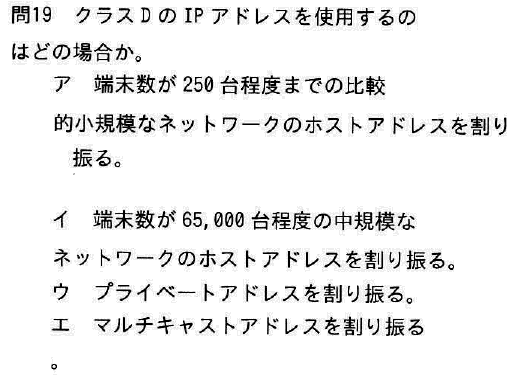 問19 クラスDのIPアドレスを使用するの
はどの場合か。
ア 端末数が250台程度までの比較
的小規模なネットワークのホストアドレスを割り
振る。
イ 端末数が65,000台程度の中規模な
ネットワークのホストアドレスを割り振る。
ウ プライベートアドレスを割り振る。
エ マルチキャストアドレスを割り振る
。